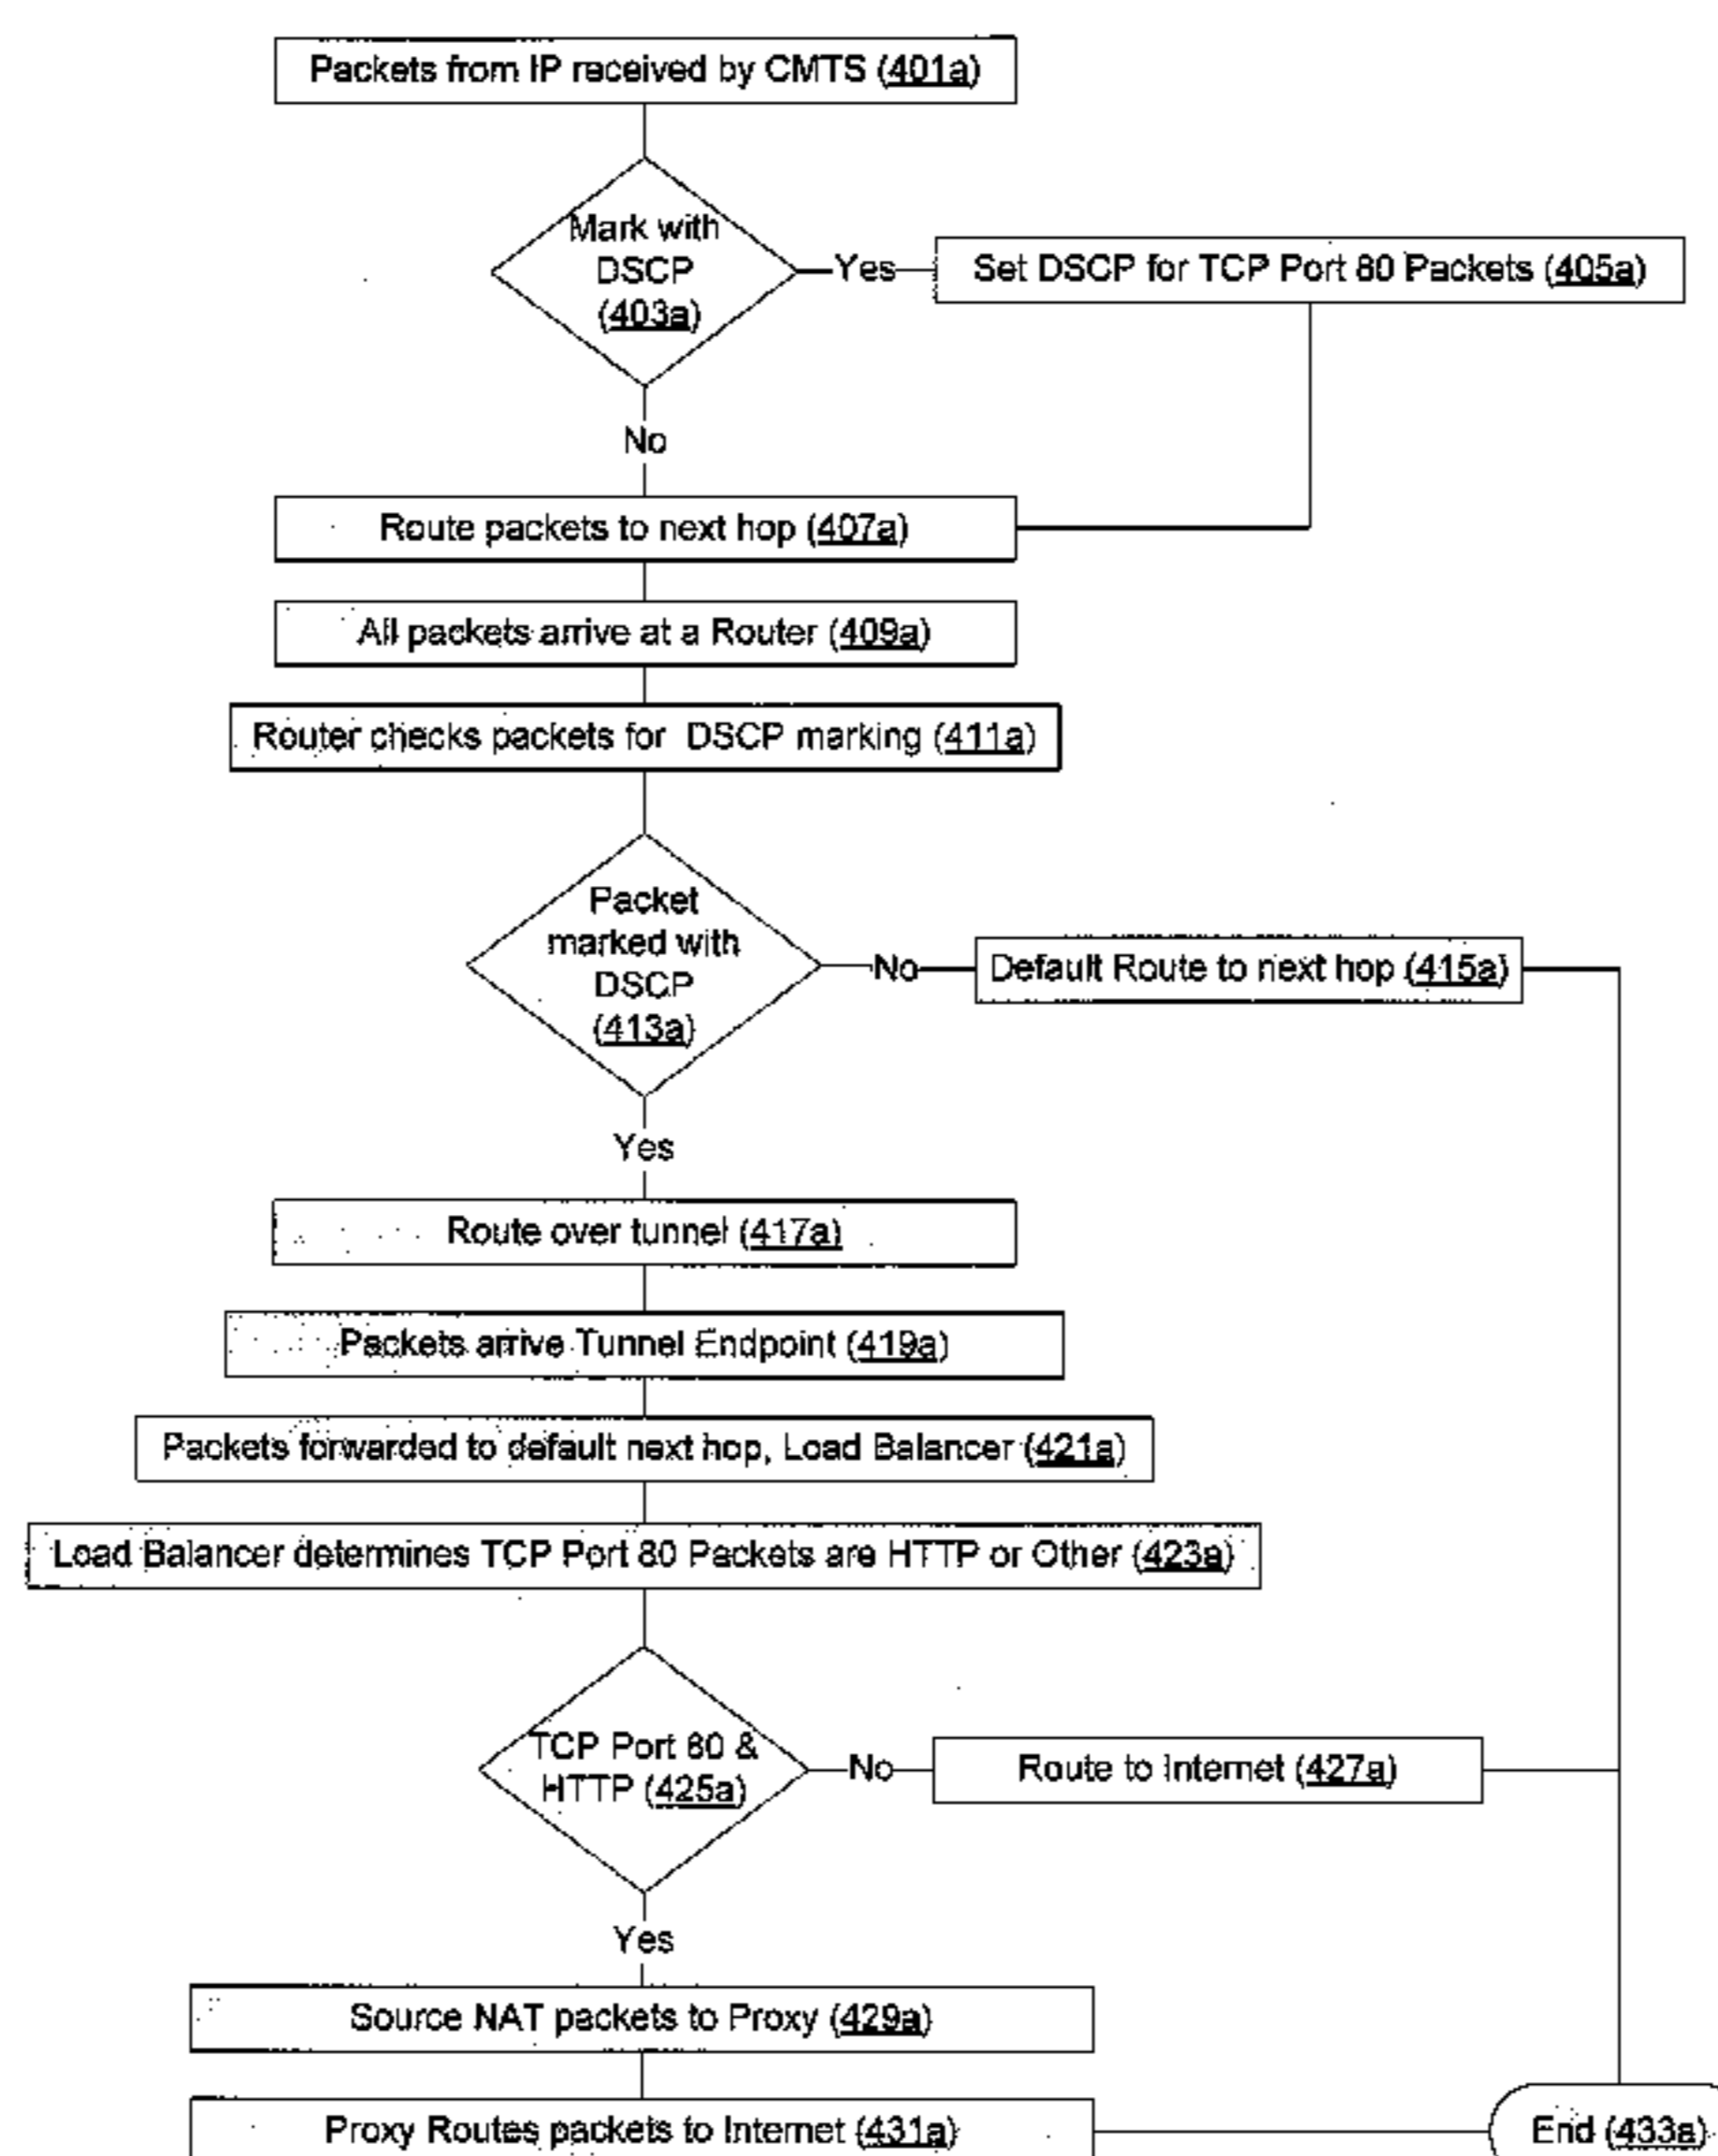 Packets from IP received by CMTS (401a)
Mark with
DSCP
(403a)
Yes
Set DSCP for TCP Port 80 Packets (405a)
No
Route packets to next hop (407a)
All packets arrive at a Router (409a)
Router checks packets for DSCP marking (411a)
Packet
marked with
DSCP
(413a)
No
Default Route to next hop (415a)
Yes
Route over tunnel (417a)
Packets arrive Tunnel Endpoint (419a)
Packets forwarded to default next hop, Load Balancer (421a)
Load Balancer determines TCP Port 80 Packets are HTTP or Other (423a)
TCP Port 80 &
HTTP (425a)
No
Route to Internet (427a)
Yes
Source NAT packets to Proxy (429a)
Proxy Routes packets to Internet (431a)
End (433a)